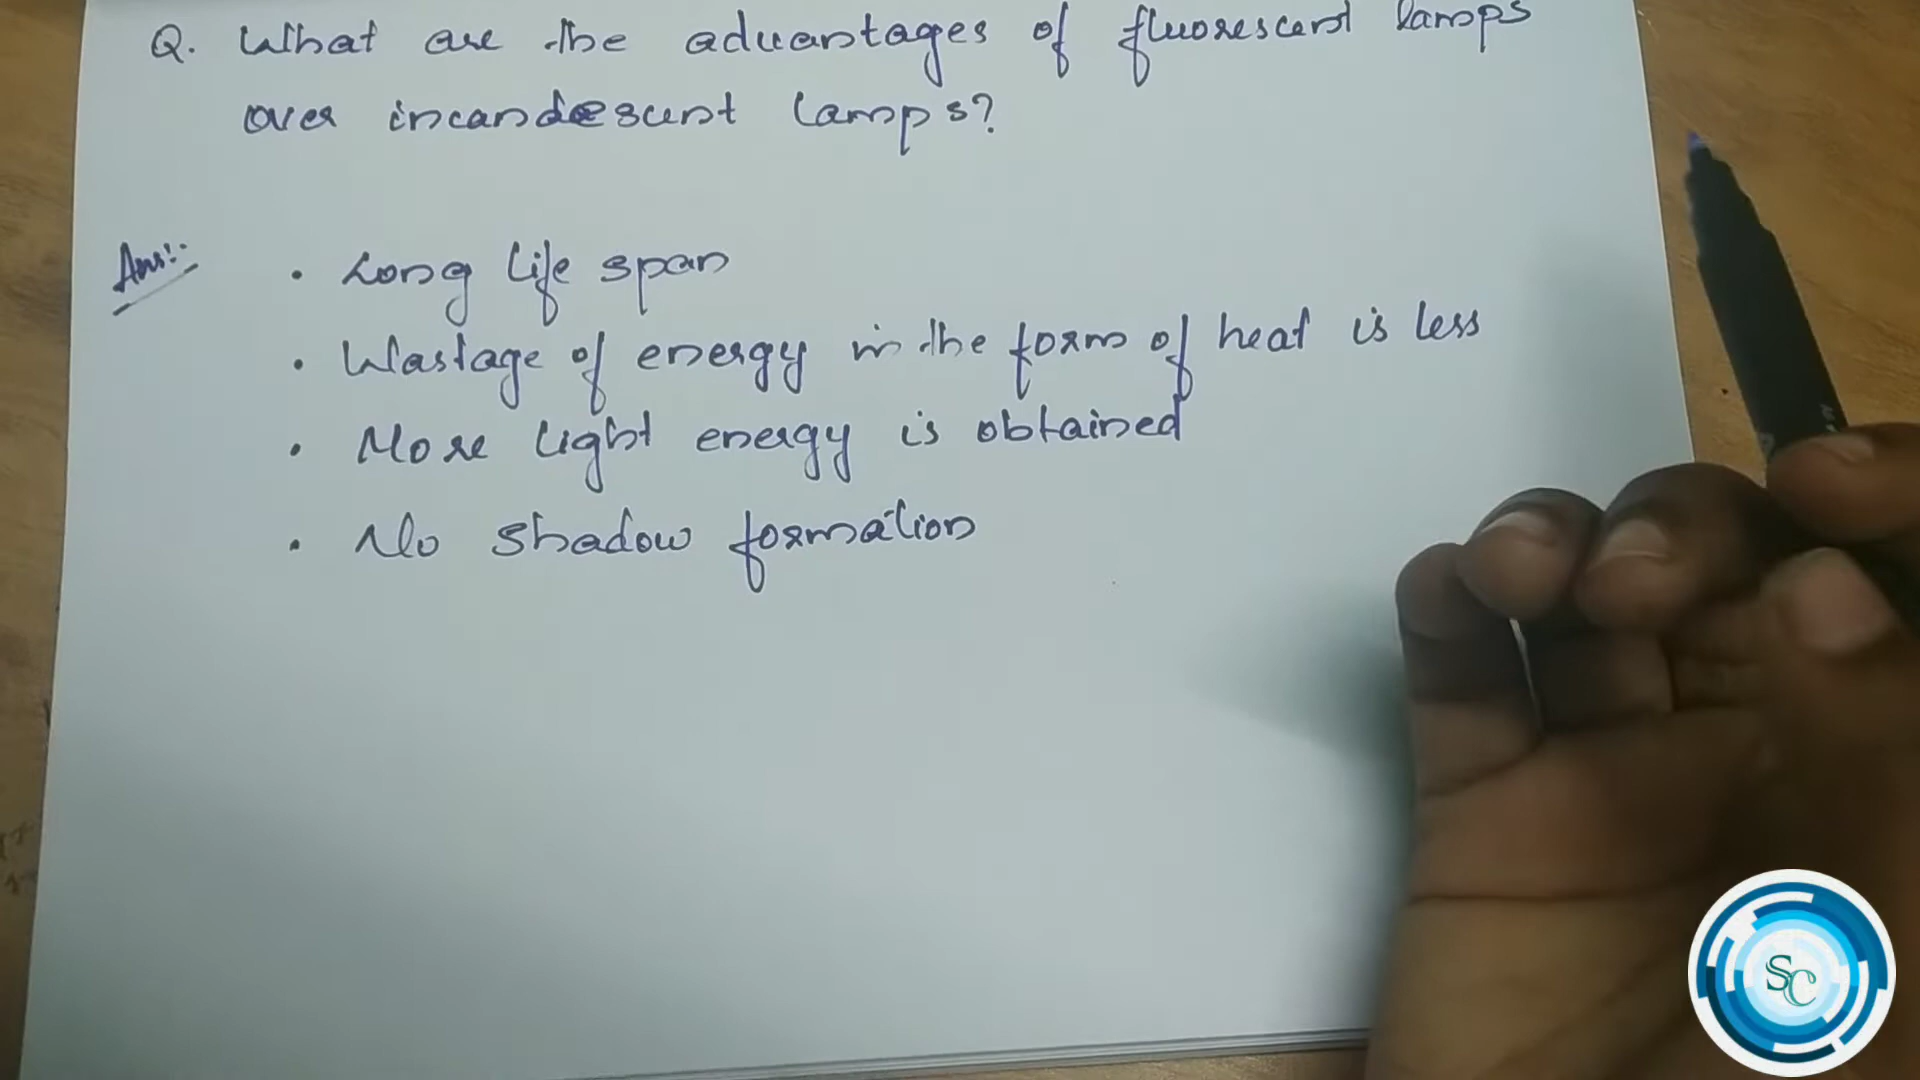 Q. What are the advantages of fluorescent lamps
over incandescent lamps?
Ans:-
• Long life span
• Wastage of energy in the form of heat is less
• More light energy is obtained
• No shadow formation
SC